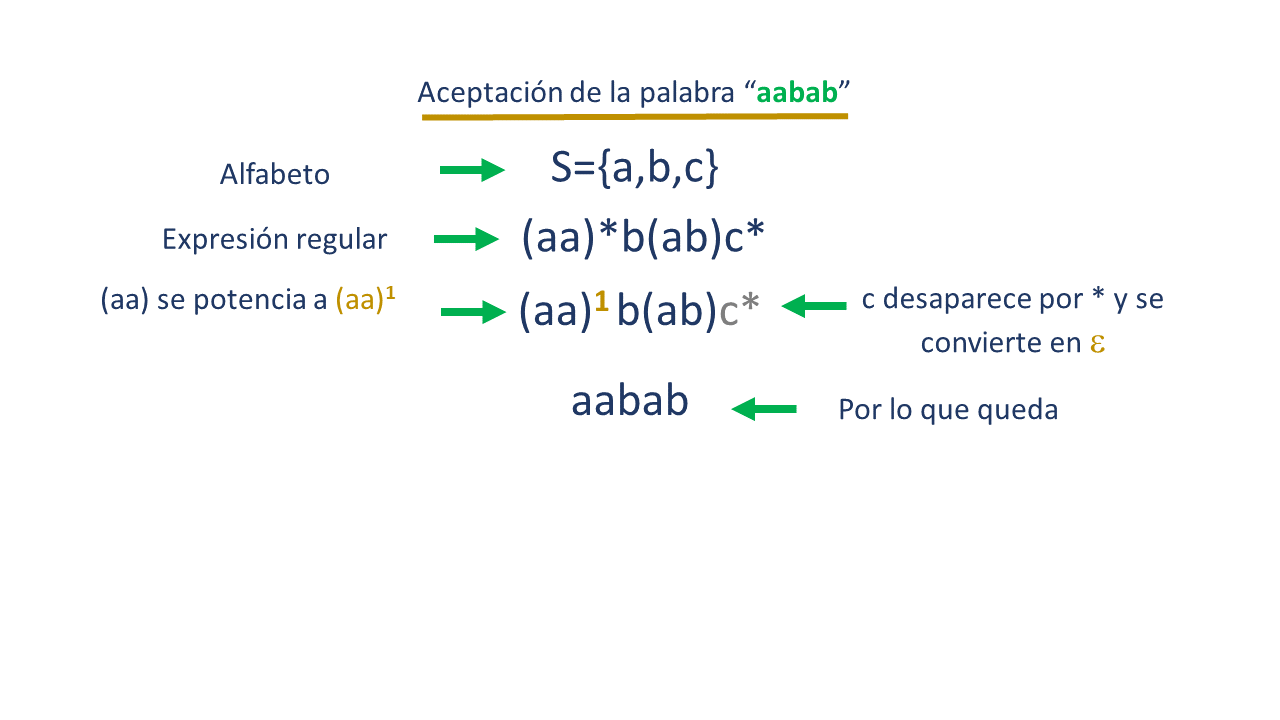 Aceptación de la palabra “aabab”
Alfabeto
S={a,b,c}
Expresión regular
(aa)*b(ab)c*
(aa) se potencia a (aa)¹
(aa)¹ b(ab)c*
c desaparece por * y se
convierte en ε
aabab
Por lo que queda